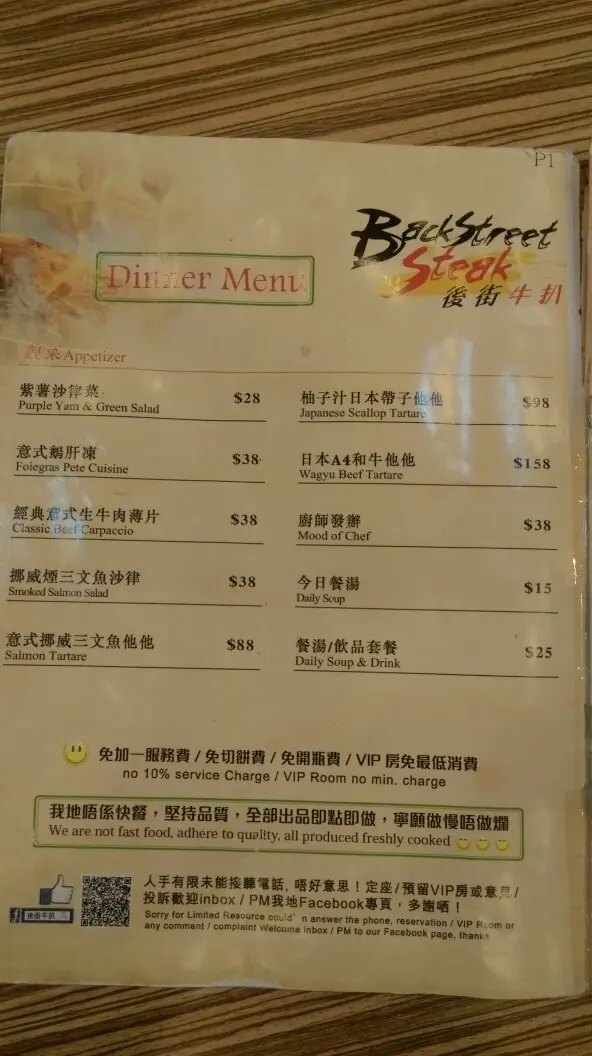 P1
BackStreet
Steak
後街牛扒
Dinner Menu
菜 Appetizer
紫薯沙律菜 $28
Purple Yam & Green Salad
意式鵝肝凍 $38
Foiegras Pete Cuisine
經典意式生牛肉薄片 $38
Classic Beef Carpaccio
挪威煙三文魚沙律 $38
Smoked Salmon Salad
意式挪威三文魚他他 $88
Salmon Tartare
柚子汁日本帶子他他 $98
Japanese Scallop Tartare
日本A4和牛他他 $158
Wagyu Beef Tartare
廚師發辦 $38
Mood of Chef
今日餐湯 $15
Daily Soup
餐湯/飲品套餐 $25
Daily Soup & Drink
免加一服務費 / 免切餅費 / 免開瓶費 / VIP 房免最低消費
no 10% service Charge / VIP Room no min. charge
我地唔係快餐，堅持品質，全部出品即點即做，寧願做慢唔做爛
We are not fast food, adhere to quality, all produced freshly cooked
人手有限未能接聽電話, 唔好意思！定座/預留VIP房或意見/
投訴歡迎inbox / PM我地Facebook專頁，多謝晒！
Sorry for Limited Resource could'n answer the phone, reservation / VIP Room or
any comment / complaint Welcome inbox / PM to our Facebook page, thanks
f 後街牛扒